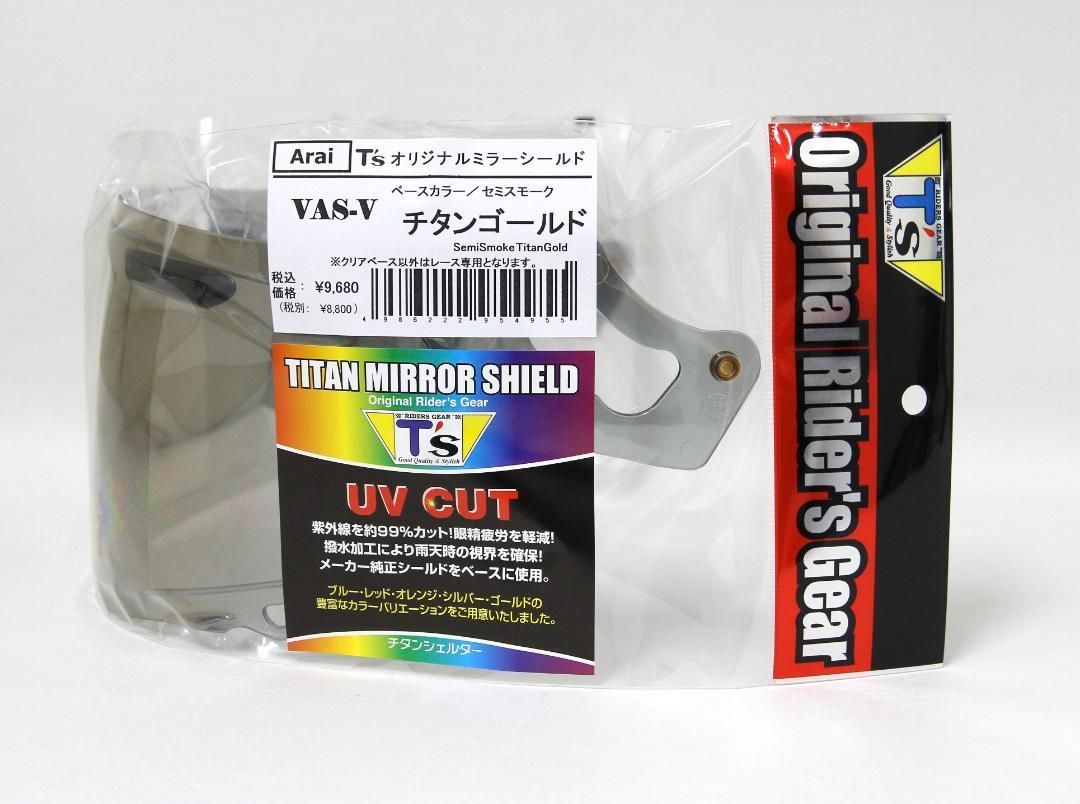 Arai T's オリジナルミラーシールド
ベースカラー／セミスモーク
VAS-V チタンゴールド
SemiSmoke TitanGold
※クリアベース以外はレース専用となります。
税込価格： ¥9,680
（税別： ¥8,800）
4 986222 954955
TITAN MIRROR SHIELD
Original Rider's Gear
RIDERS GEAR
T's
Good Quality & Stylish
UV CUT
紫外線を約99%カット!眼精疲労を軽減!
撥水加工により雨天時の視界を確保!
メーカー純正シールドをベースに使用。
ブルー・レッド・オレンジ・シルバー・ゴールドの
豊富なカラーバリエーションをご用意いたしました。
チタンシェルター
Original Rider's Gear
RIDERS GEAR
T's
Good Quality & Stylish